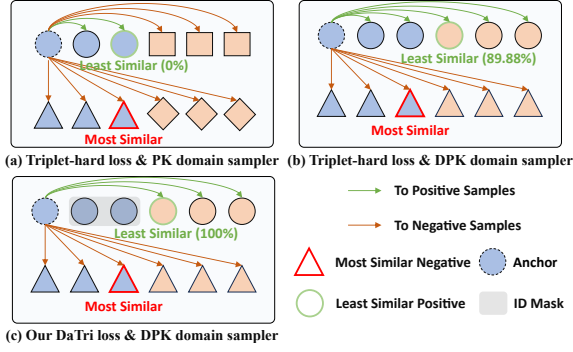 Least Similar (0%)
Most Similar
(a) Triplet-hard loss & PK domain sampler
Least Similar (89.88%)
Most Similar
(b) Triplet-hard loss & DPK domain sampler
Least Similar (100%)
Most Similar
(c) Our DaTri loss & DPK domain sampler
To Positive Samples
To Negative Samples
Most Similar Negative
Anchor
Least Similar Positive
ID Mask